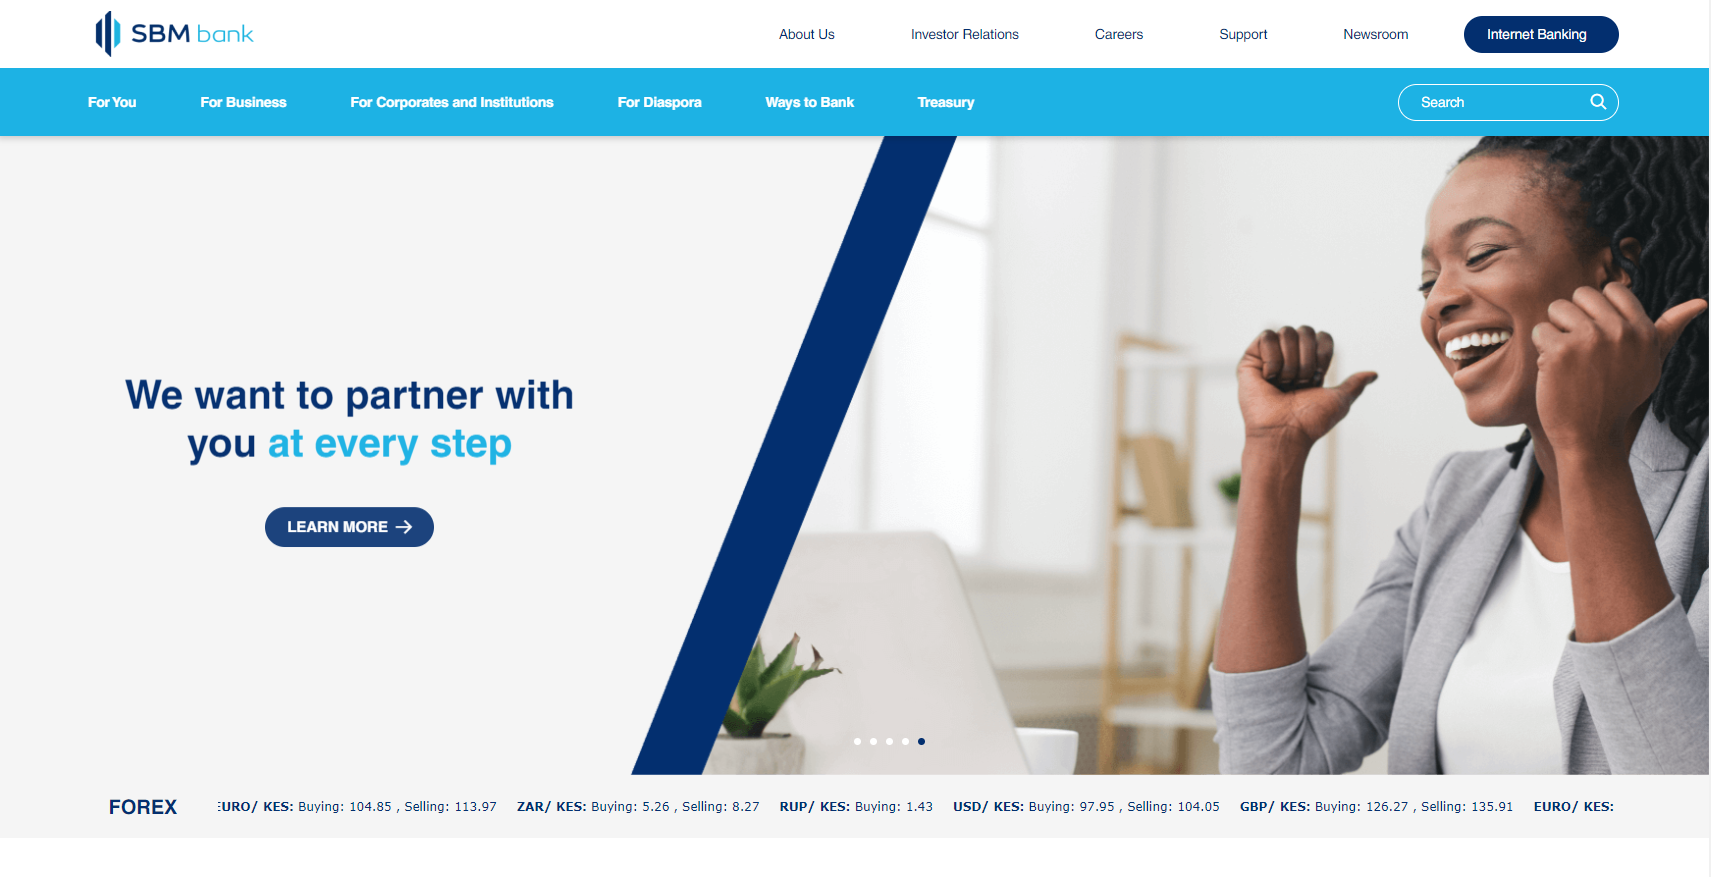 SBM bank
About Us
Investor Relations
Careers
Support
Newsroom
Internet Banking
For You
For Business
For Corporates and Institutions
For Diaspora
Ways to Bank
Treasury
Search
We want to partner with
you at every step
LEARN MORE
FOREX
EURO/ KES: Buying: 104.85 , Selling: 113.97 ZAR/ KES: Buying: 5.26 , Selling: 8.27 RUP/ KES: Buying: 1.43 USD/ KES: Buying: 97.95 , Selling: 104.05 GBP/ KES: Buying: 126.27 , Selling: 135.91 EURO/ KES: